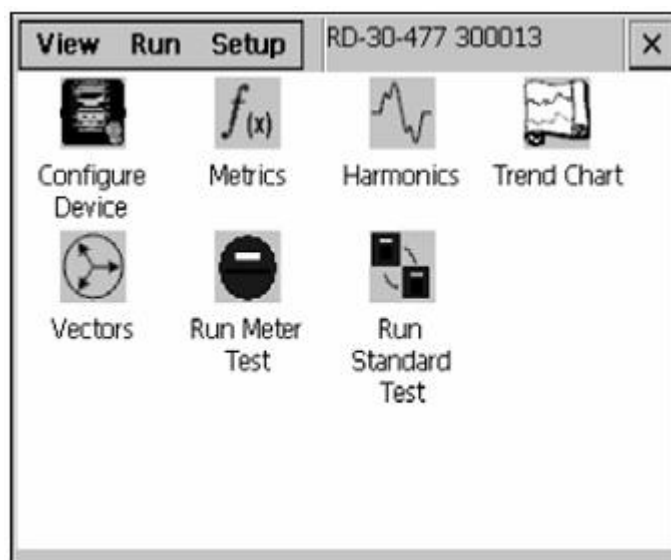 View Run Setup RD-30-477 300013
f(x)
Configure Device
Metrics
Harmonics
Trend Chart
Vectors
Run Meter Test
Run Standard Test